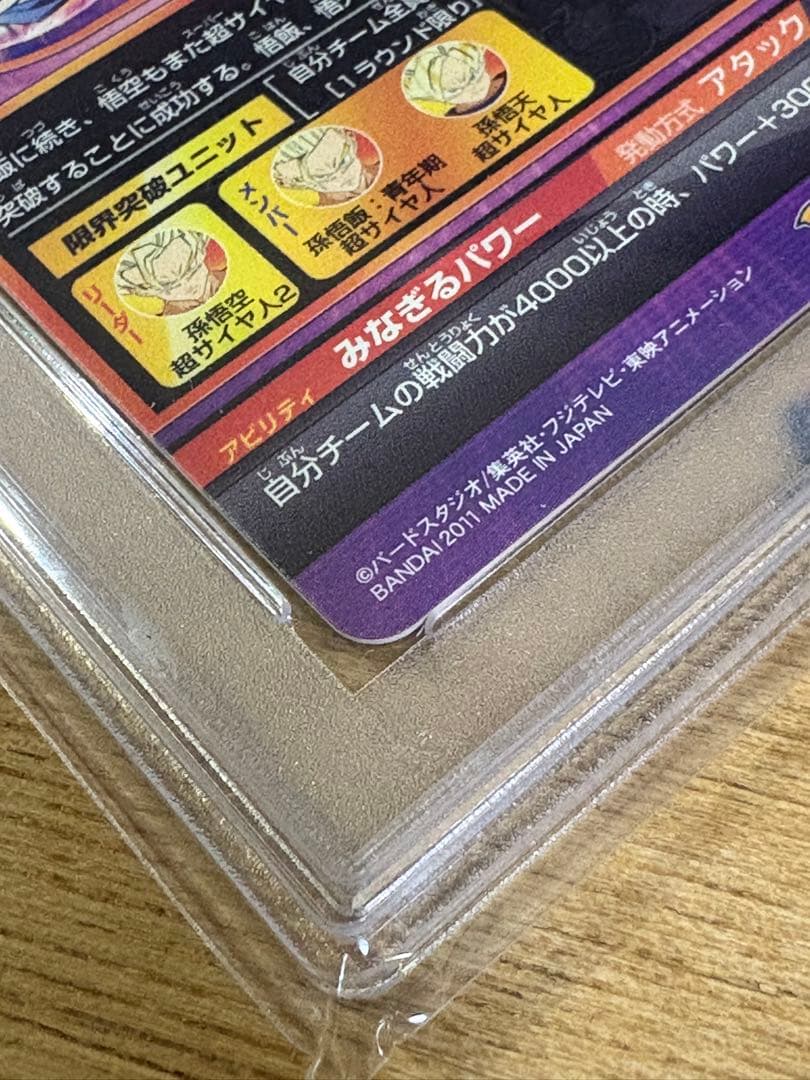 飯に続き、悟空もまた超サイヤ
突破することに成功する。悟飯、悟
自分チーム全
[1ラウンド限り
限界突破ユニット
リーダー
孫悟空
超サイヤ人2
メンバー
孫悟飯：青年期
超サイヤ人
孫悟天
超サイヤ人
アビリティ みなぎるパワー 発動方式 アタック
自分チームの戦闘力が4000以上の時、パワー+30
©バードスタジオ/集英社・フジテレビ・東映アニメーション
BANDAI 2011 MADE IN JAPAN